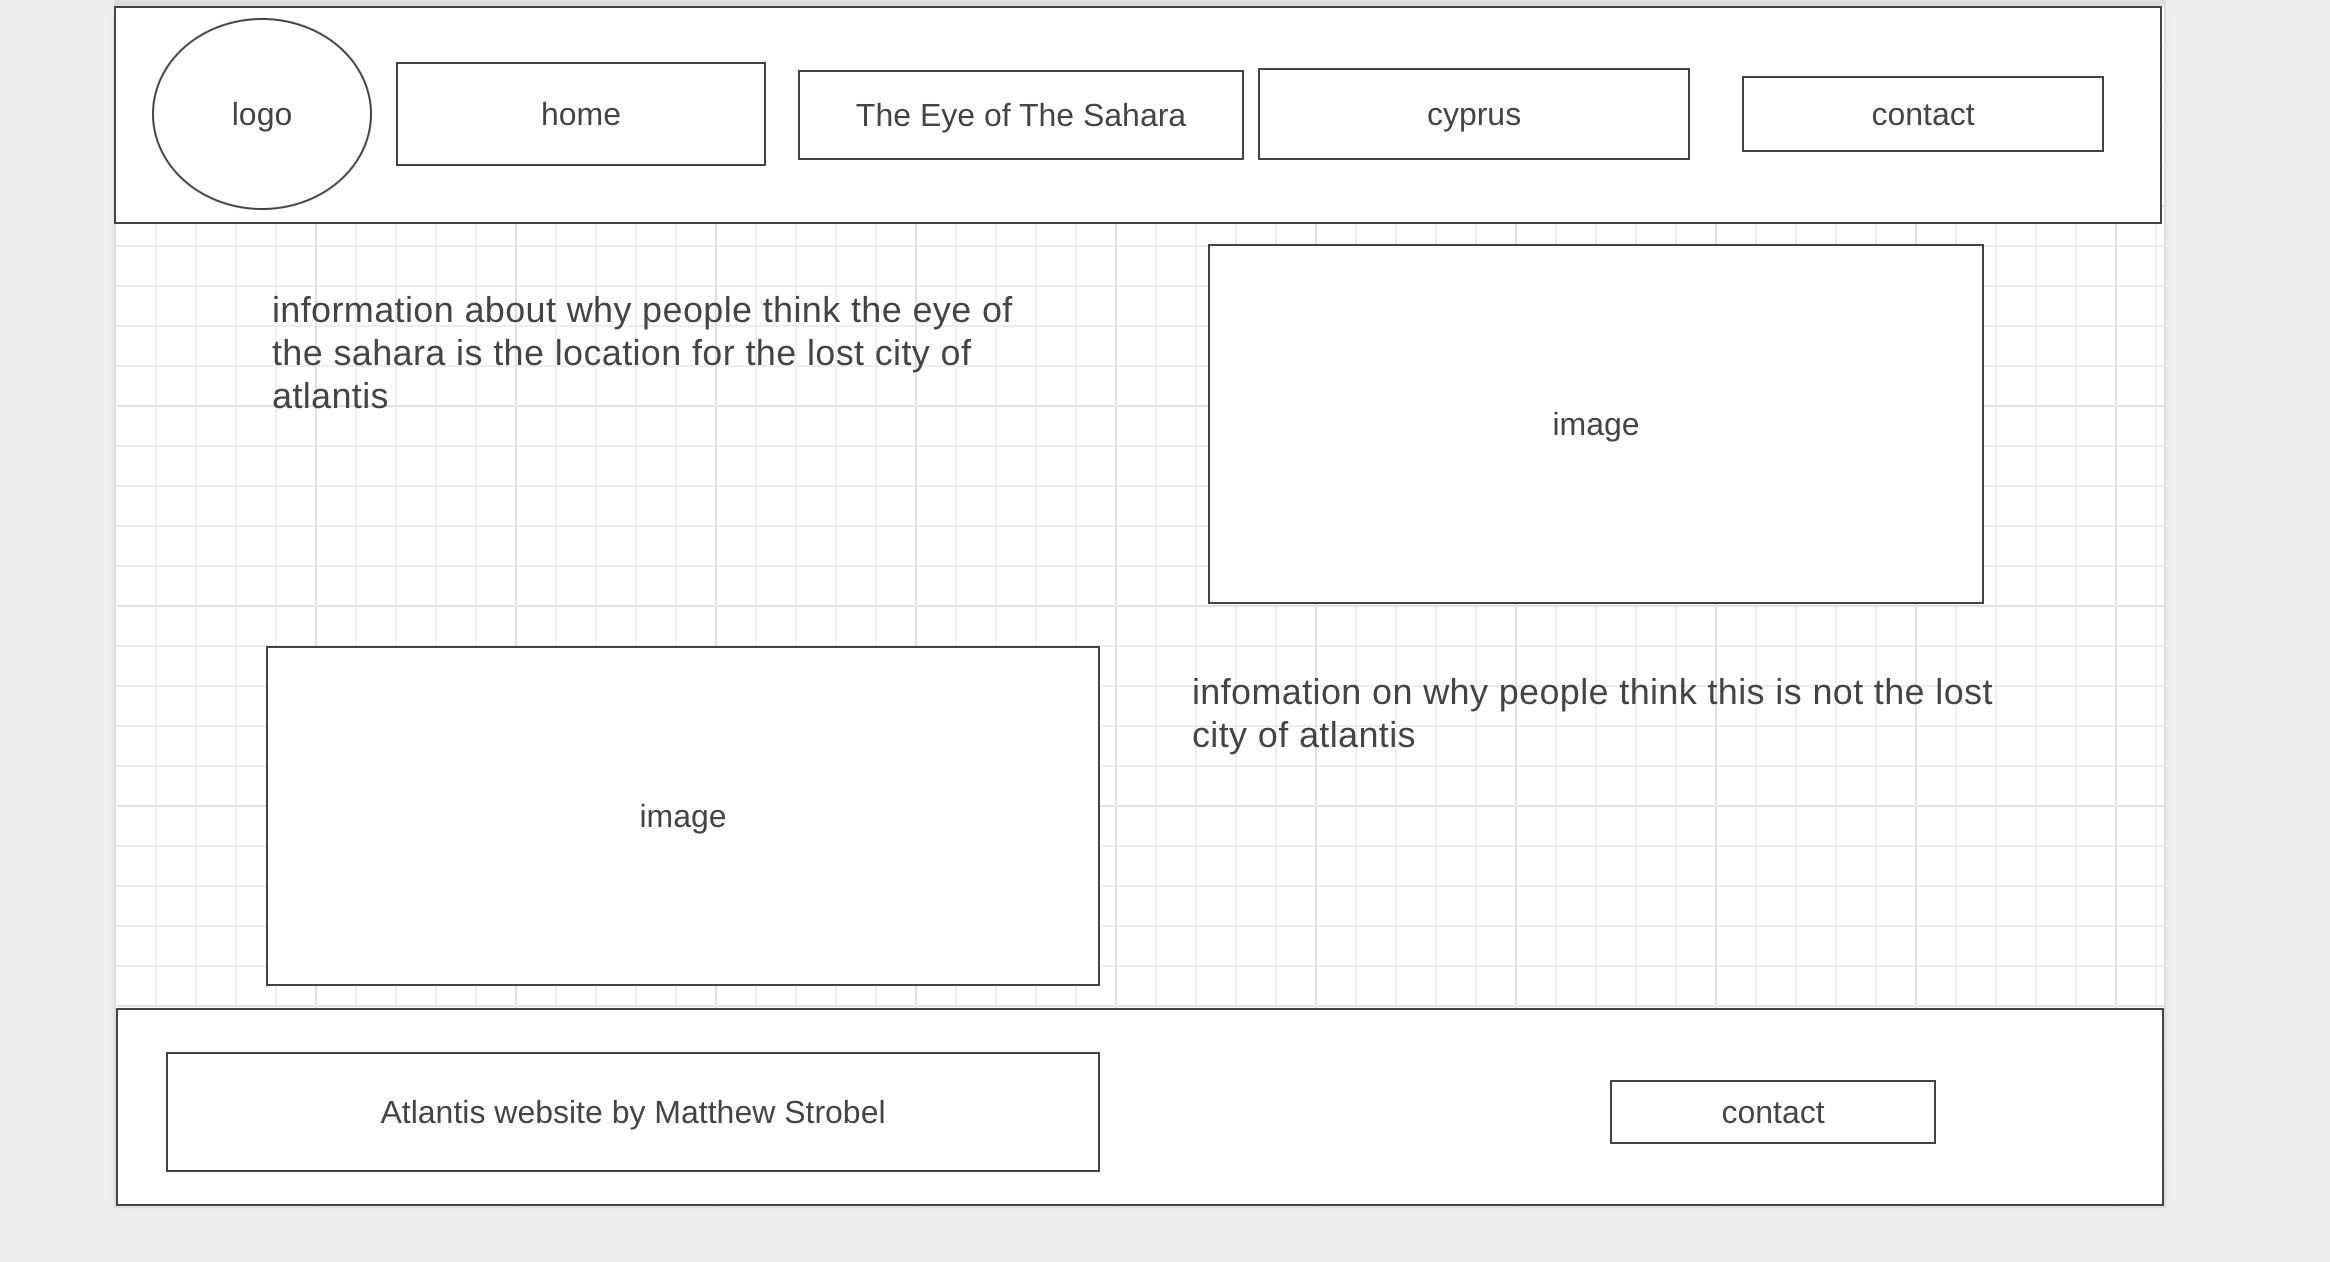 logo
home
The Eye of The Sahara
cyprus
contact
information about why people think the eye of
the sahara is the location for the lost city of
atlantis
image
image
infomation on why people think this is not the lost
city of atlantis
Atlantis website by Matthew Strobel
contact